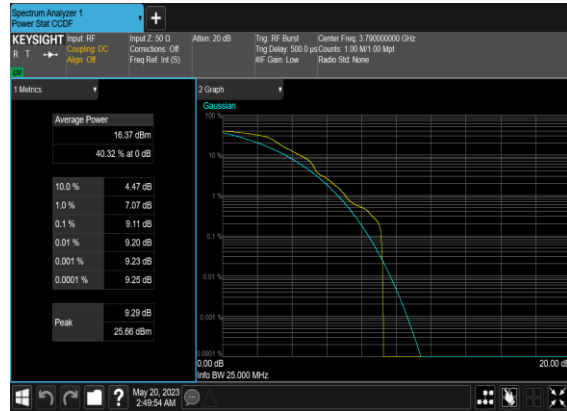 Spectrum Analyzer 1
Power Stat CCDF
+
KEYSIGHT
R T
LXI
Input: RF
Coupling: DC
Align: Off
Input Z: 50 Ω
Corrections: Off
Freq Ref: Int (S)
Atten: 20 dB
Trig: RF Burst
Trig Delay: 500.0 µs
#IF Gain: Low
Center Freq: 3.790000000 GHz
Counts: 1.00 M/1.00 Mpt
Radio Std: None
1 Metrics
Average Power
16.37 dBm
40.32 % at 0 dB
10.0 % 4.47 dB
1.0 % 7.07 dB
0.1 % 9.11 dB
0.01 % 9.20 dB
0.001 % 9.23 dB
0.0001 % 9.25 dB
Peak
9.29 dB
25.66 dBm
2 Graph
Gaussian
100 %
10 %
1 %
0.1 %
0.01 %
0.001 %
0.0001 %
0.00 dB
20.00 dB
Info BW 25.000 MHz
?
May 20, 2023
2:49:54 AM